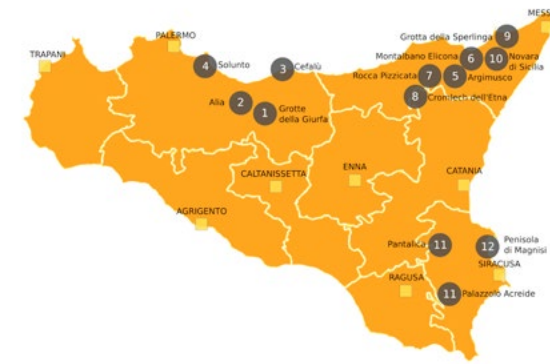 MESS
9
Grotta della Sperlinga
PALERMO
TRAPANI
4
Solunto
3
Cefalù
Montalbano Elicona
6
10
Novara
di Sicilia
Rocca Pizzicata
7
5
Argimusco
8
Cromlech dell'Etna
Alia
2
1
Grotte
della Giurfa
ENNA
CALTANISSETTA
CATANIA
AGRIGENTO
Pantalica
11
12
Penisola
di Magnisi
SIRACUSA
RAGUSA
11
Palazzolo Acreide